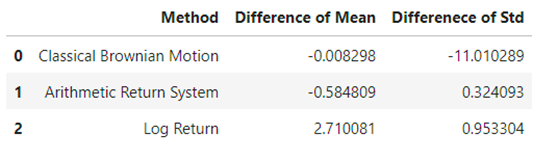 Method Difference of Mean Differenece of Std
0 Classical Brownian Motion -0.008298 -11.010289
1 Arithmetic Return System -0.584809 0.324093
2 Log Return 2.710081 0.953304